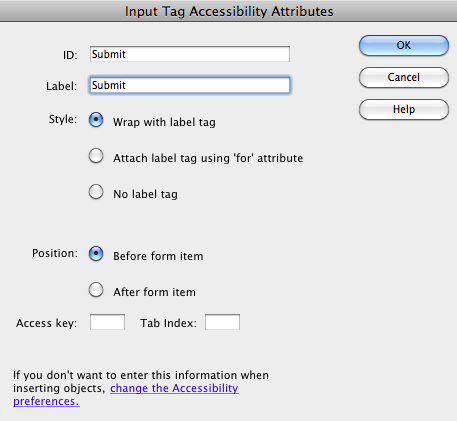 Input Tag Accessibility Attributes
ID: Submit
OK
Label: Submit
Cancel
Style: Wrap with label tag
Help
Attach label tag using 'for' attribute
No label tag
Position: Before form item
After form item
Access key: Tab Index:
If you don't want to enter this information when
inserting objects, change the Accessibility
preferences.